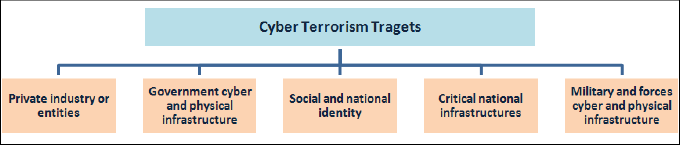 Cyber Terrorism Tragets
Private industry or
entities
Government cyber
and physical
infrastructure
Social and national
identity
Critical national
infrastructures
Military and forces
cyber and physical
infrastructure